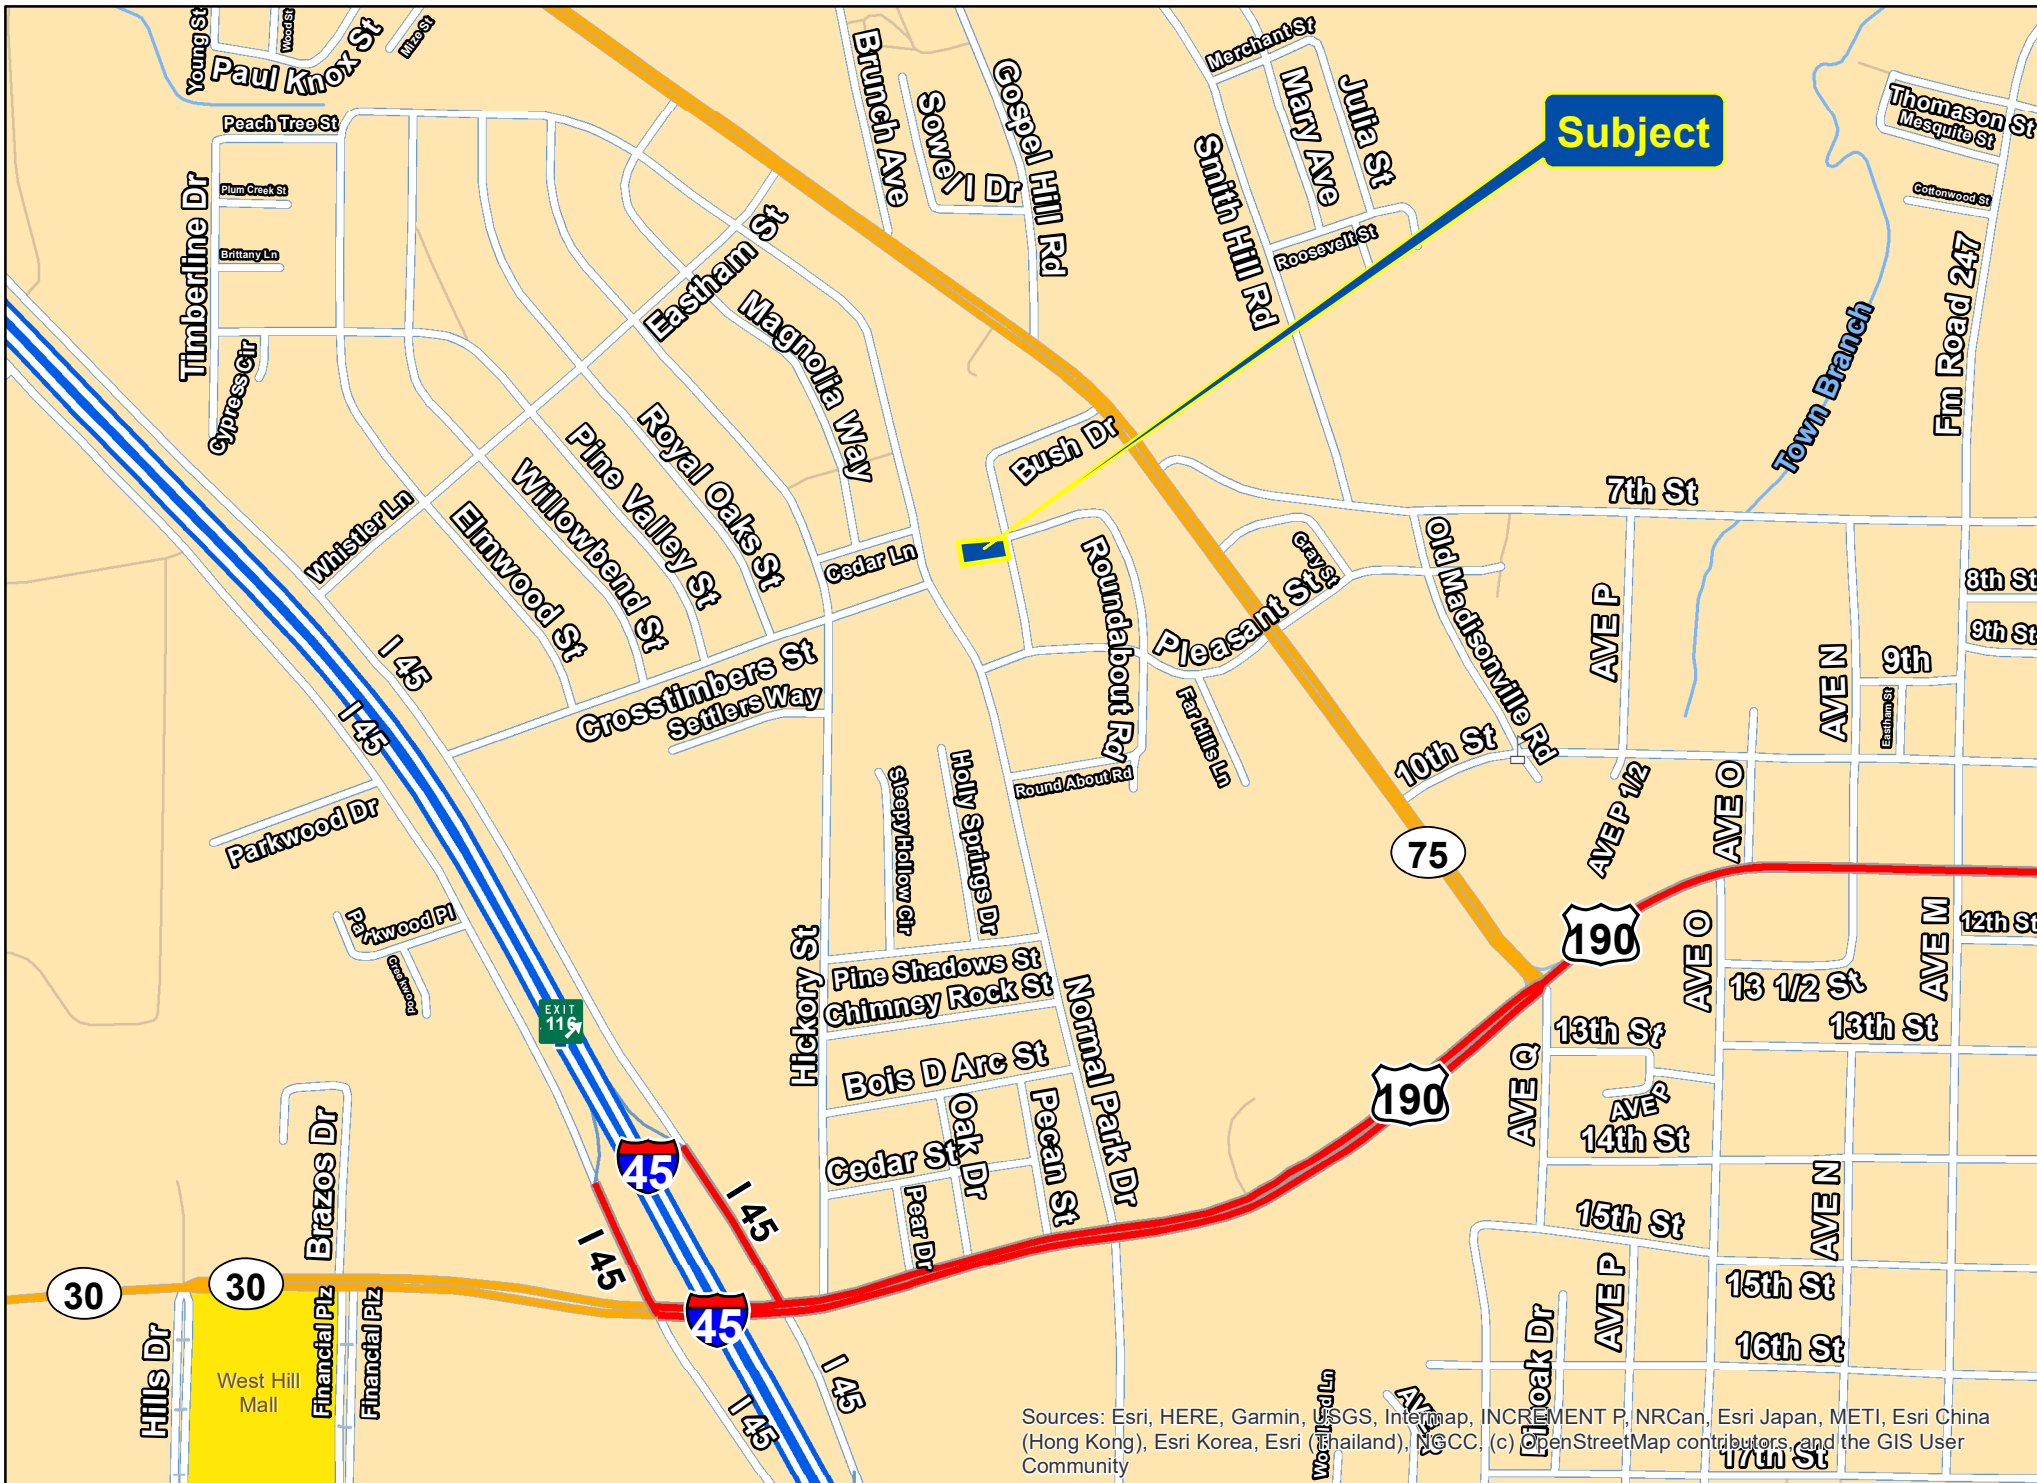 Young St
Wood St
Mize St
Paul Knox St
Brunch Ave
Sowell Dr
Gospel Hill Rd
Merchant St
Mary Ave
Julia St
Subject
Thomason St
Mesquite St
Cottonwood St
Peach Tree St
Plum Creek St
Brittany Ln
Timberline Dr
Cypress Cir
Eastham St
Magnolia Way
Smith Hill Rd
Roosevelt St
Fm Road 247
Town Branch
Whistler Ln
Elmwood St
Willowbend St
Pine Valley St
Royal Oaks St
Cedar Ln
Bush Dr
Roundabout Rd
Gray St
Pleasant St
7th St
Old Madisonville Rd
AVE P
8th St
9th St
9th
AVE N
Eastham St
I 45
I 45
Crosstimbers St
Settlers Way
Far Hills Ln
10th St
Round About Rd
Holly Springs Dr
Sleepy Hollow Cir
AVE P 1/2
AVE O
Parkwood Dr
75
Parkwood Pl
Creekwood
Hickory St
Pine Shadows St
Chimney Rock St
Normal Park Dr
190
AVE O
AVE M
12th St
13 1/2 St
13th St
13th St
EXIT
116
Bois D Arc St
Oak Dr
Pecan St
190
AVE Q
AVE P
14th St
Cedar St
Pear Dr
Brazos Dr
45
I 45
I 45
15th St
AVE N
30
30
45
15th St
AVE P
16th St
Pinoak Dr
Hills Dr
West Hill
Mall
Financial Plz
Financial Plz
I 45
I 45
17th St
Sources: Esri, HERE, Garmin, USGS, Intermap, INCREMENT P, NRCan, Esri Japan, METI, Esri China
(Hong Kong), Esri Korea, Esri (Thailand), NGCC, (c) OpenStreetMap contributors, and the GIS User
Community